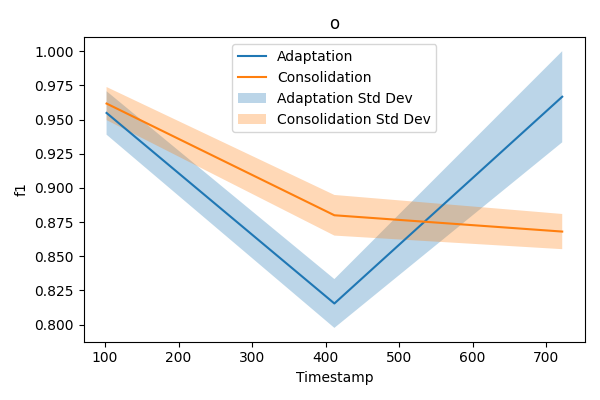 o
Adaptation
Consolidation
Adaptation Std Dev
Consolidation Std Dev
f1
1.000
0.975
0.950
0.925
0.900
0.875
0.850
0.825
0.800
100 200 300 400 500 600 700
Timestamp